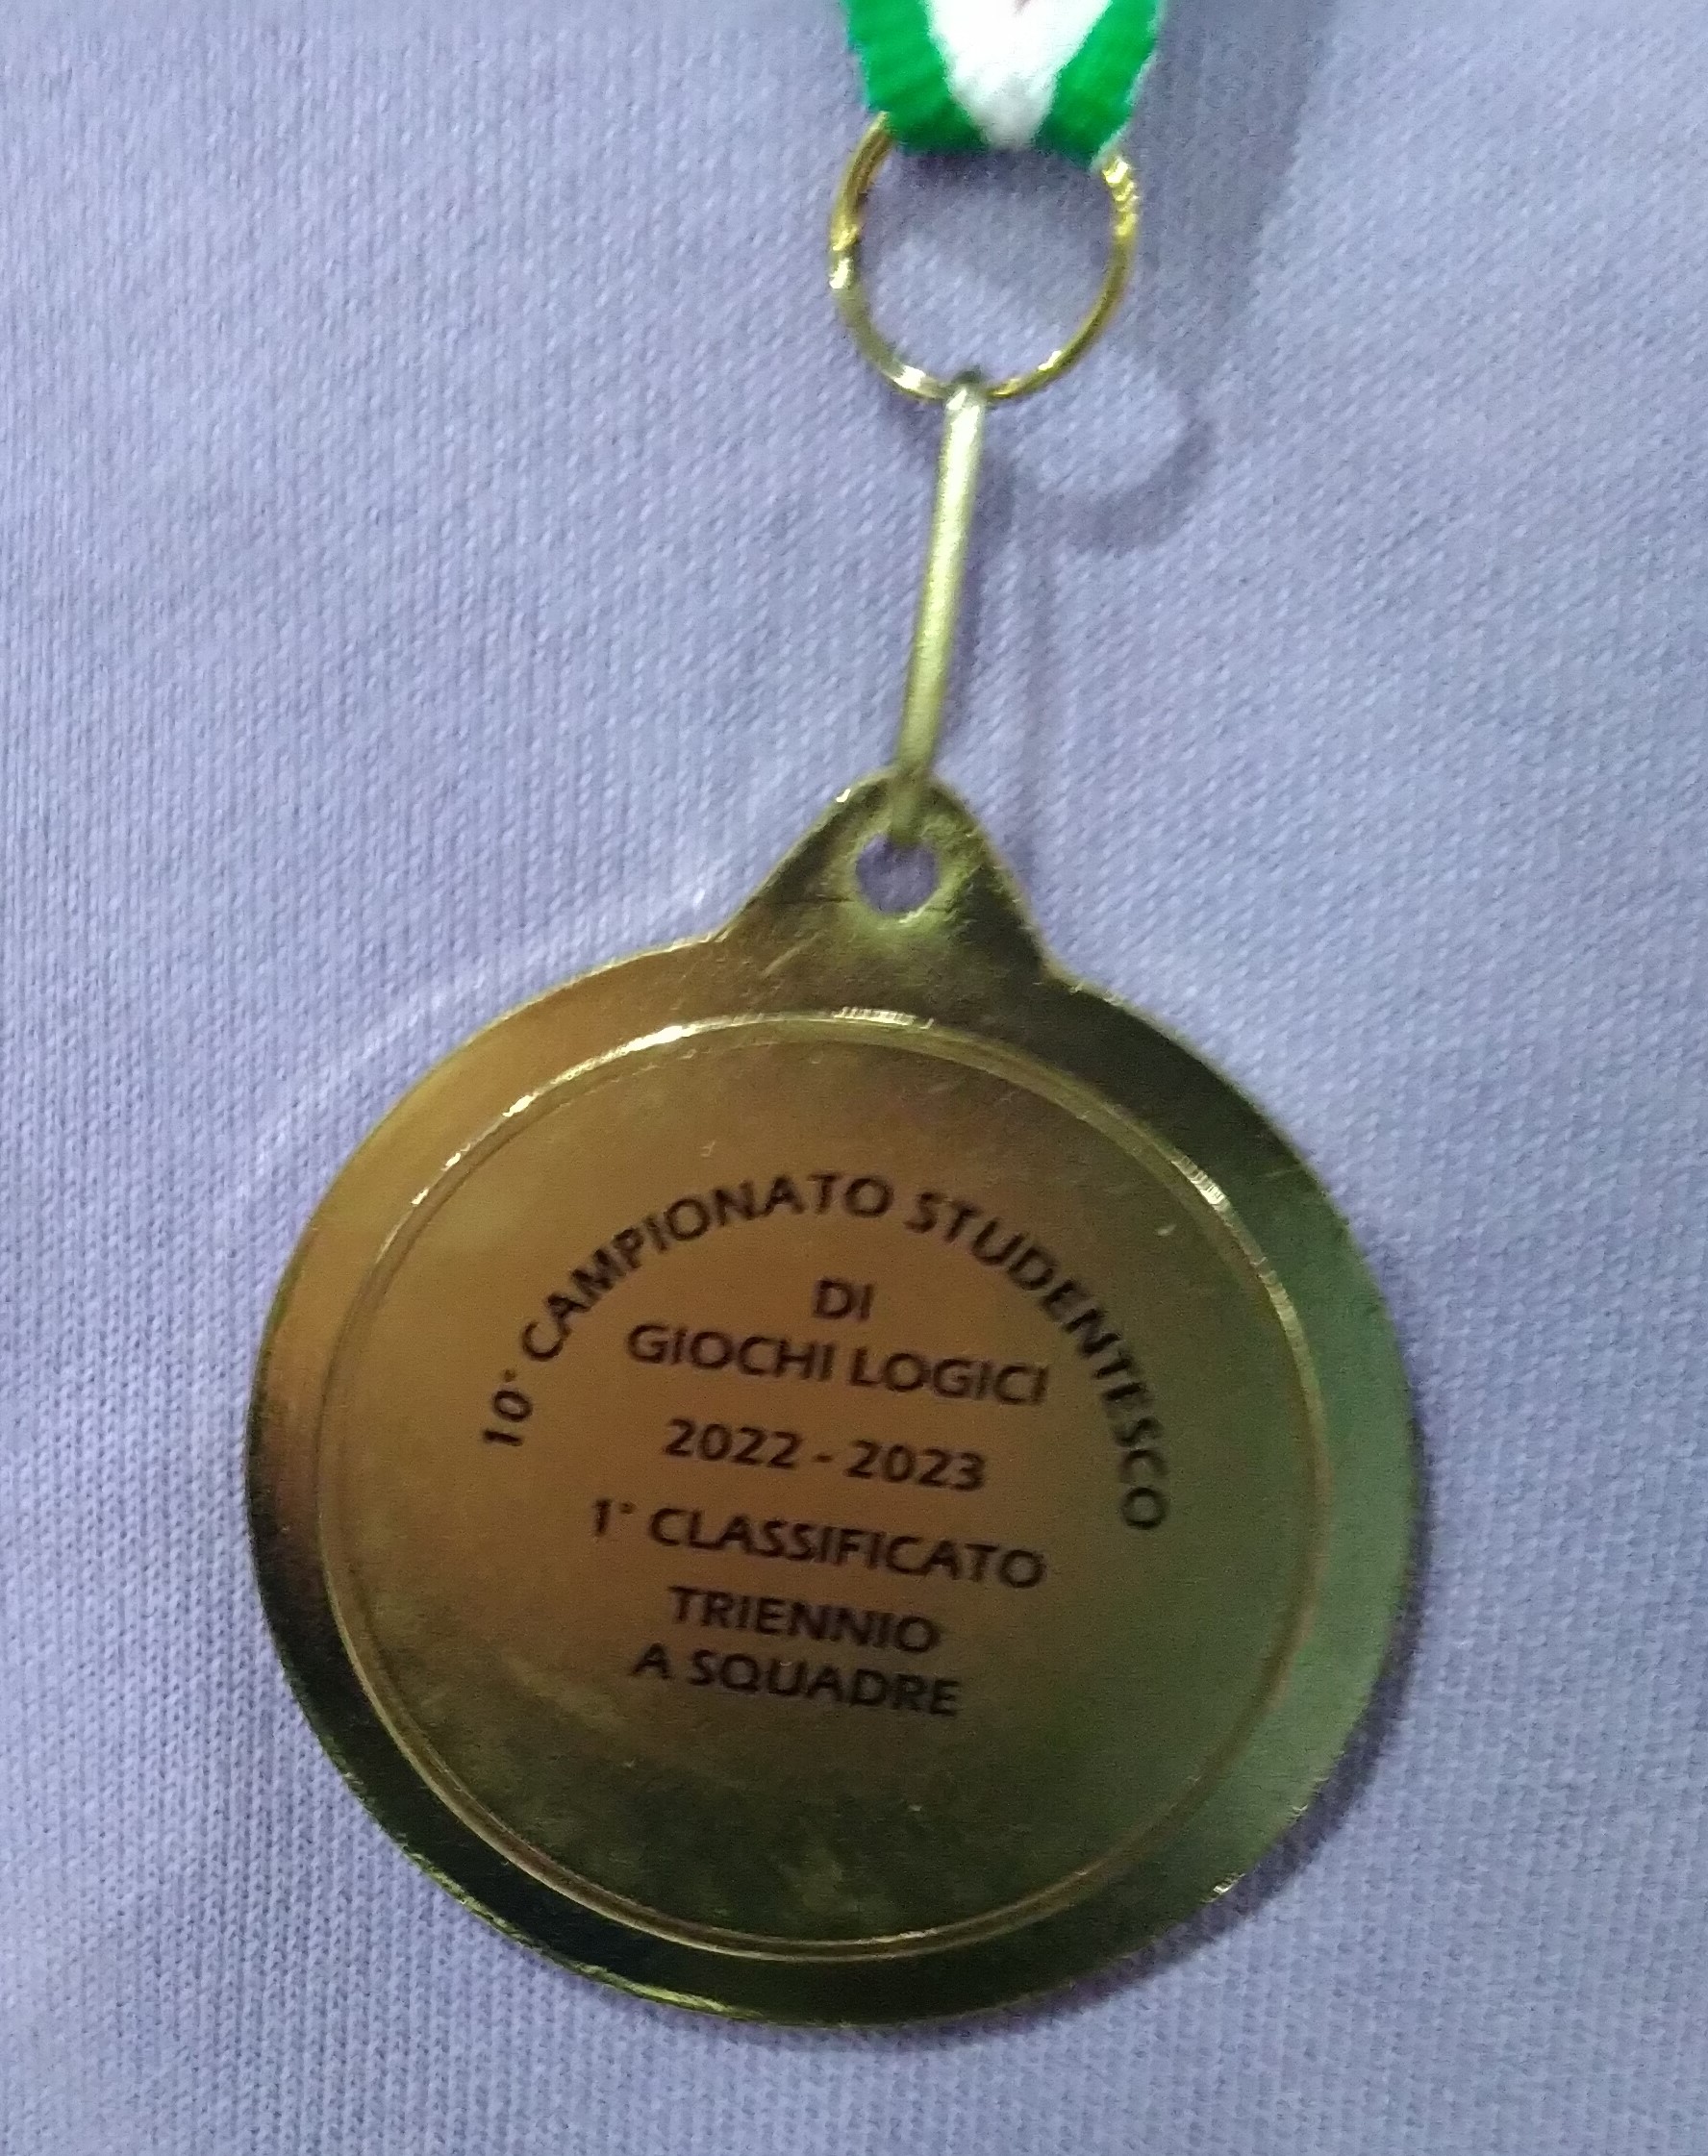 10° CAMPIONATO STUDENTESCO
DI
GIOCHI LOGICI
2022 - 2023
1° CLASSIFICATO
TRIENNIO
A SQUADRE